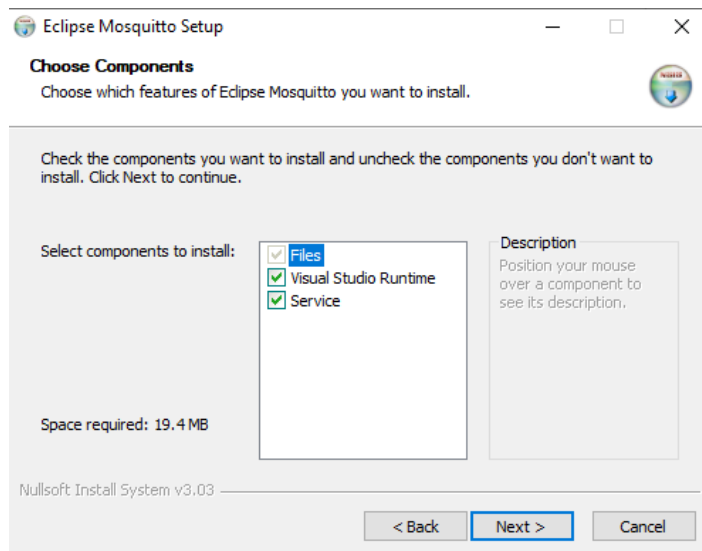 Eclipse Mosquitto Setup
Choose Components
Choose which features of Eclipse Mosquitto you want to install.
Check the components you want to install and uncheck the components you don't want to
install. Click Next to continue.
Select components to install:
Files
Visual Studio Runtime
Service
Description
Position your mouse
over a component to
see its description.
Space required: 19.4 MB
Nullsoft Install System v3.03
< Back
Next >
Cancel